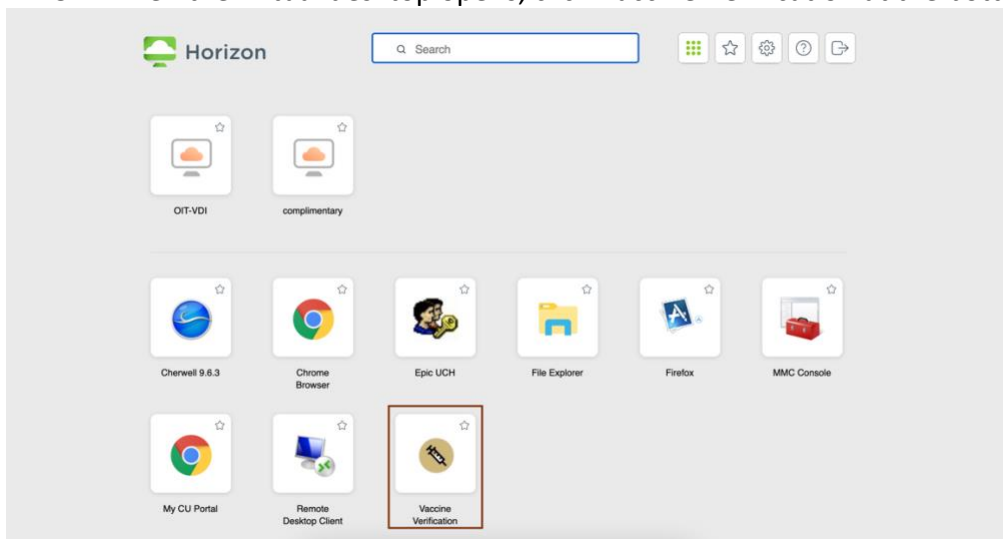 Horizon
Search
OIT-VDI
complimentary
Cherwell 9.6.3
Chrome
Browser
Epic UCH
File Explorer
Firefox
MMC Console
My CU Portal
Remote
Desktop Client
Vaccine
Verification